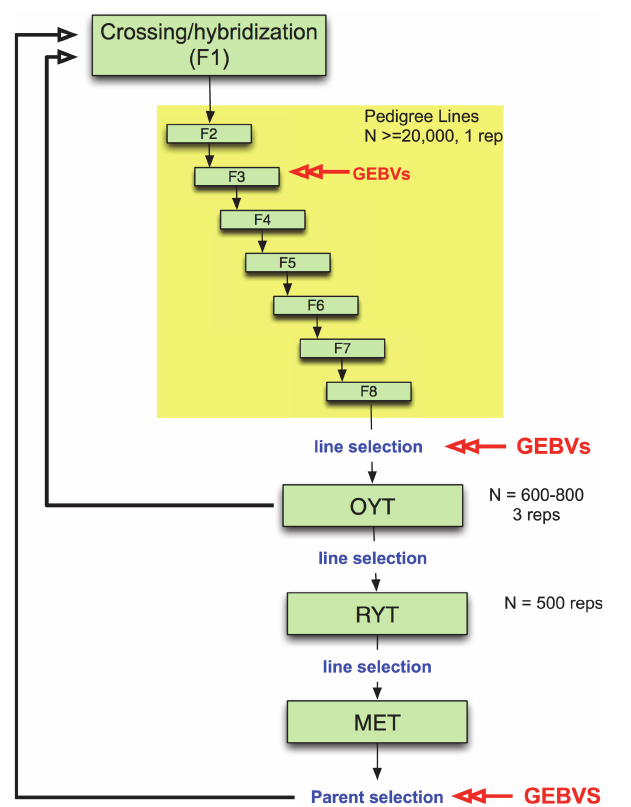 Crossing/hybridization
(F1)
Pedigree Lines
N >=20,000, 1 rep
F2
F3
GEBVs
F4
F5
F6
F7
F8
line selection
GEBVs
OYT
N = 600-800
3 reps
line selection
RYT
N = 500 reps
line selection
MET
Parent selection
GEBVS